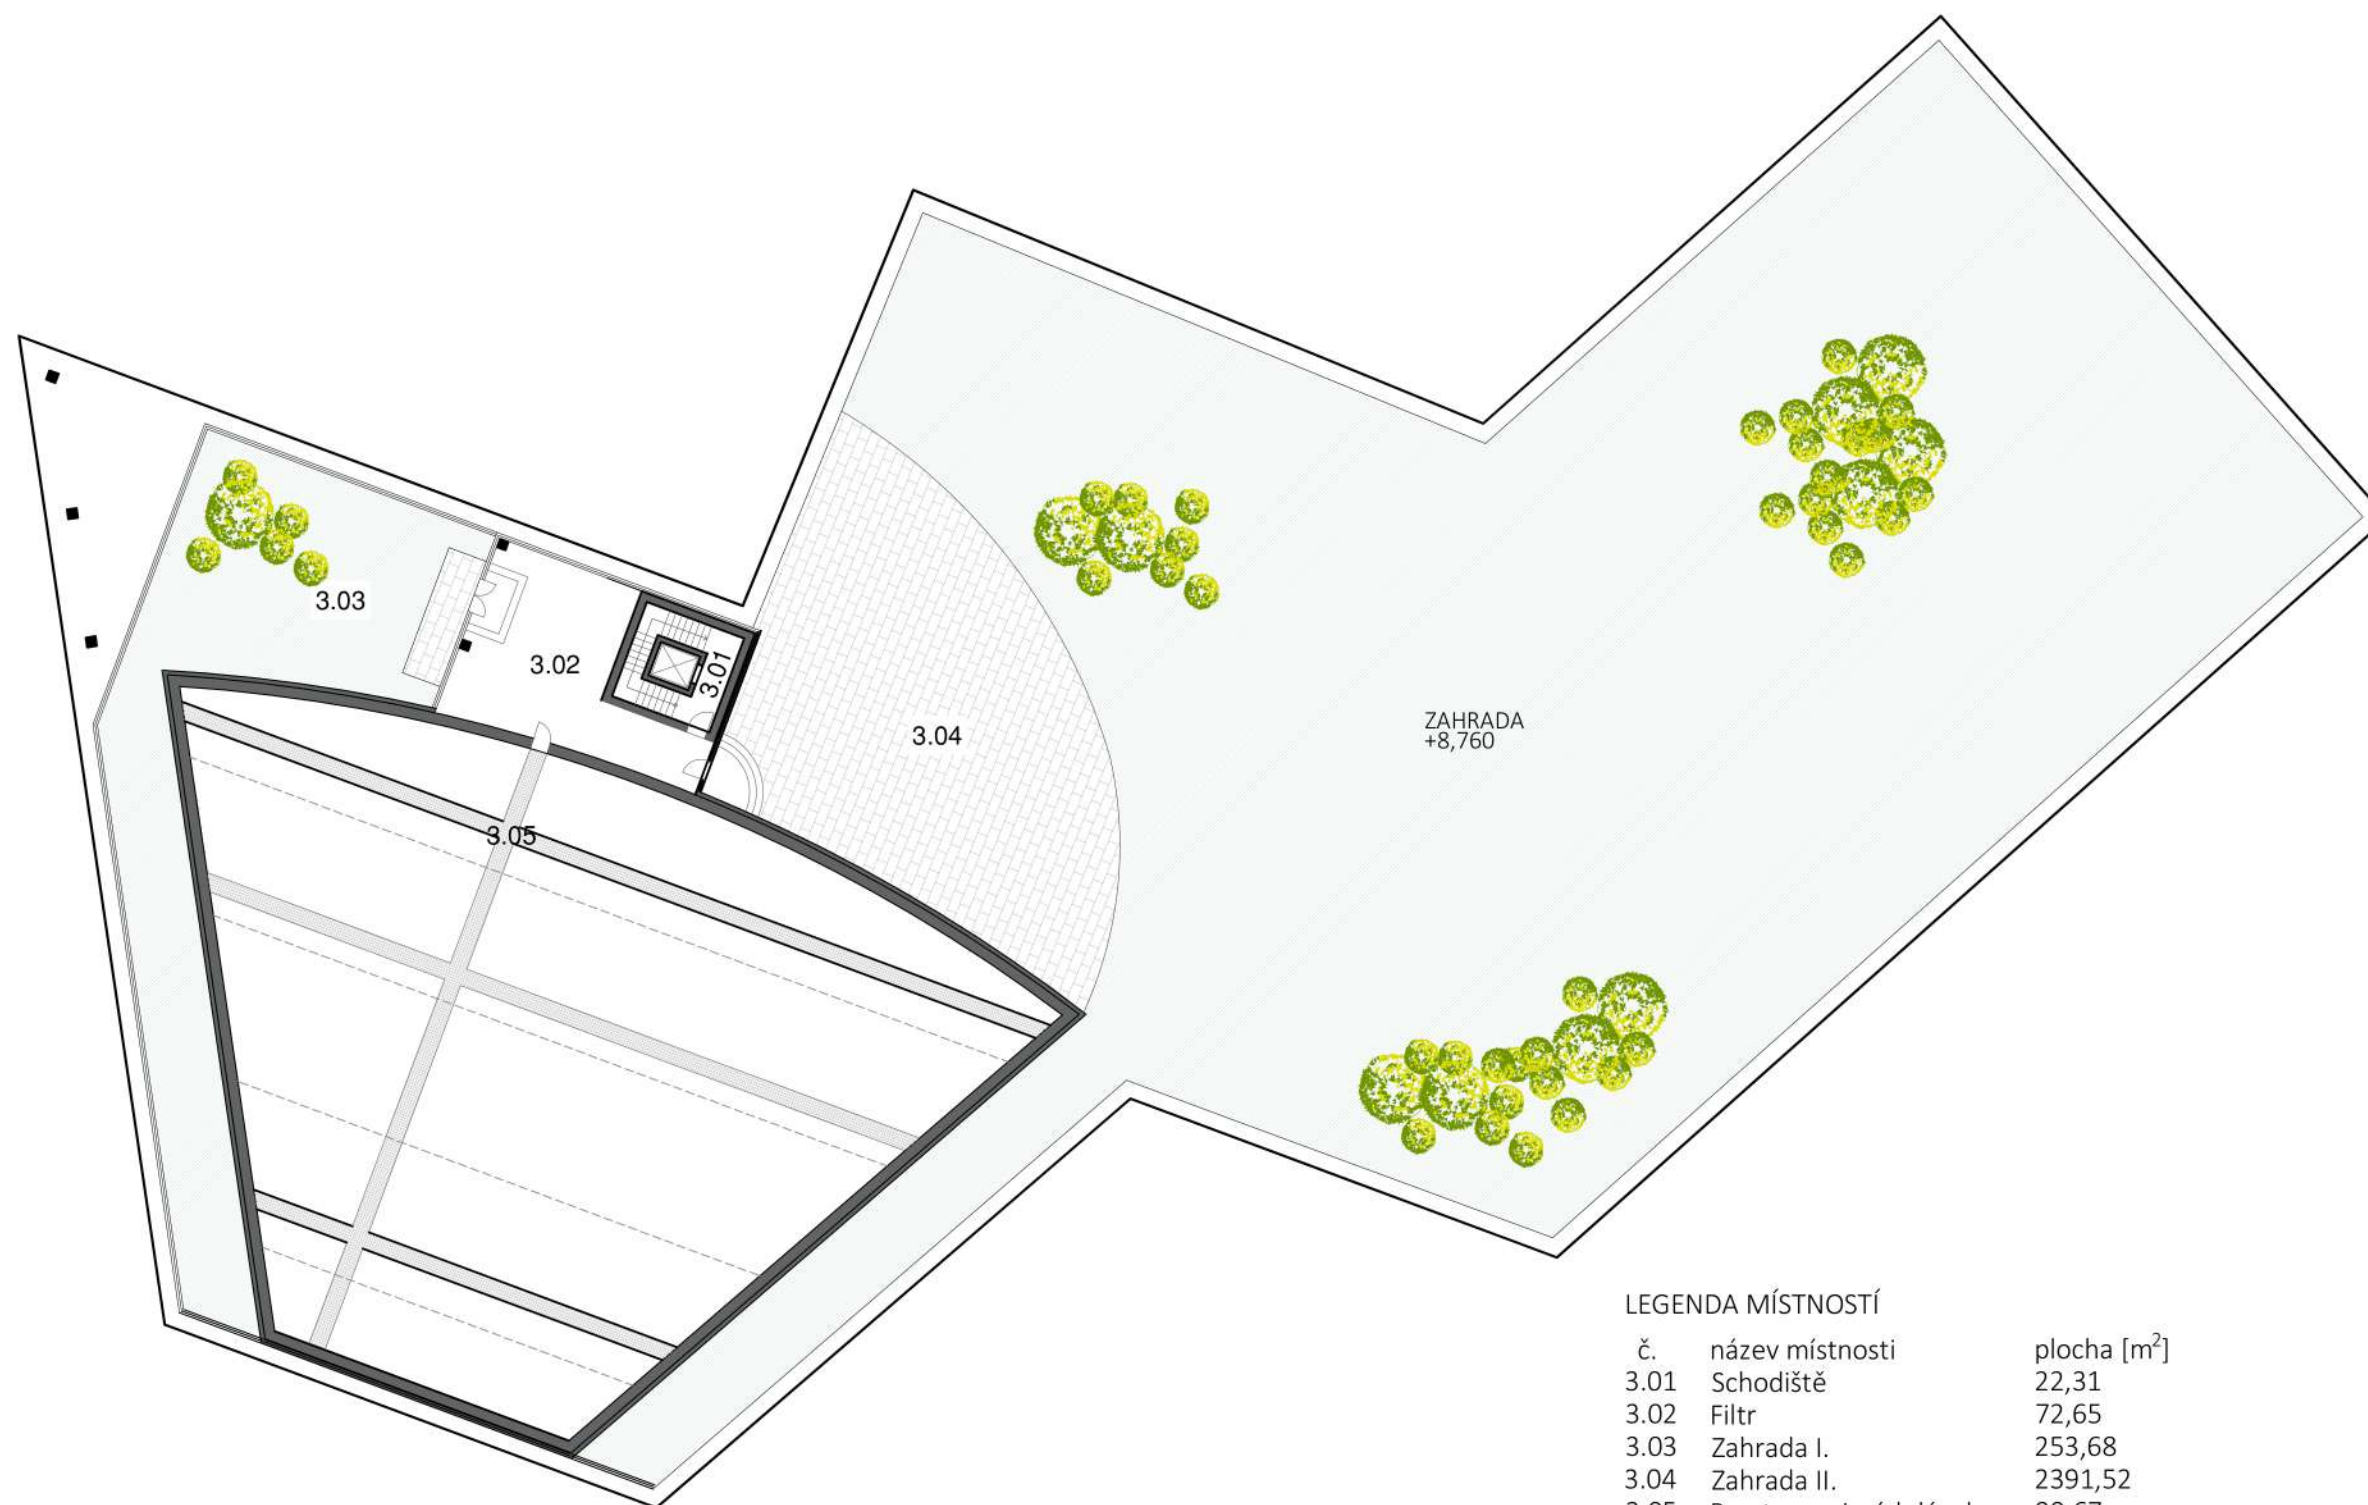 3.03
3.02
3.01
3.04
ZAHRADA
+8,760
3.05
LEGENDA MÍSTNOSTÍ
č. název místnosti plocha [m²]
3.01 Schodiště 22,31
3.02 Filtr 72,65
3.03 Zahrada I. 253,68
3.04 Zahrada II. 2391,52